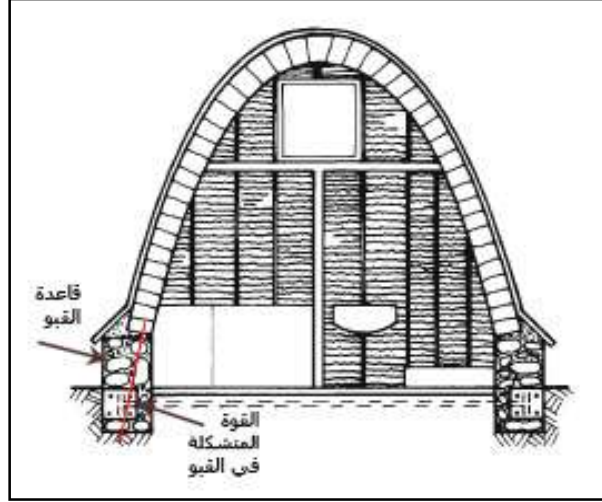 قاعدة
القبو
القوة
المتشكلة
في القبو